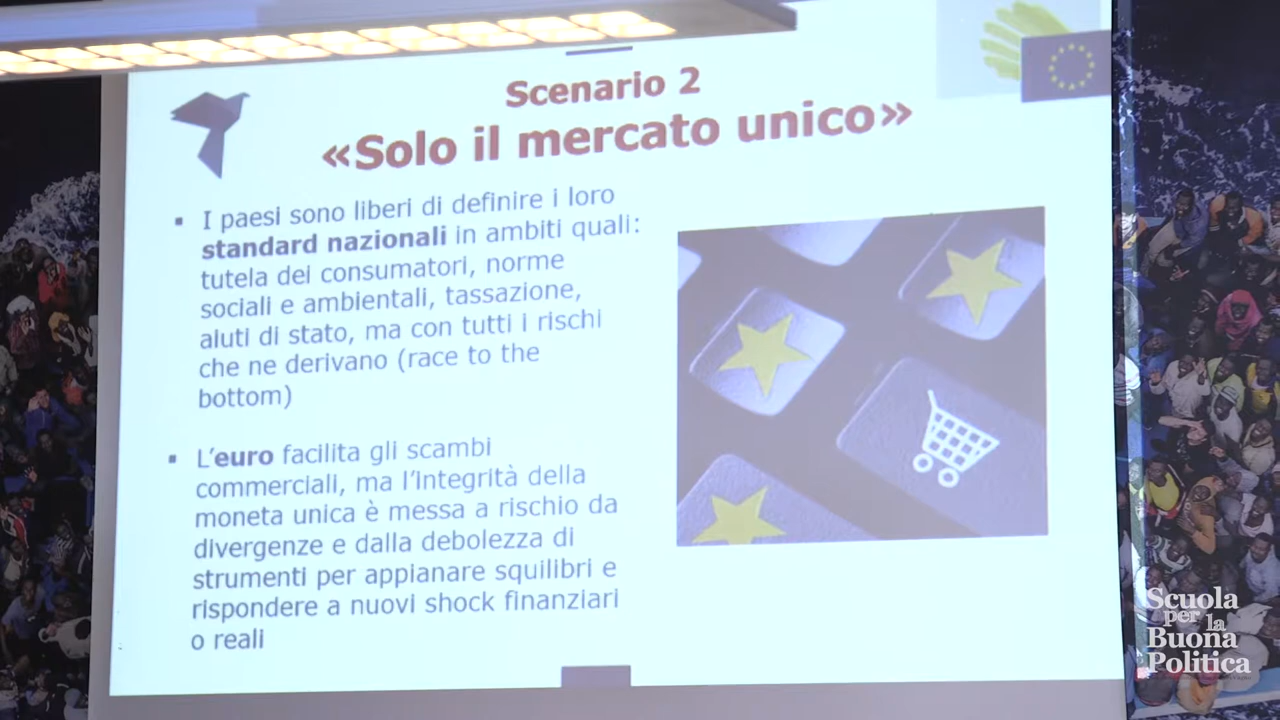 Scenario 2
«Solo il mercato unico»
▪ I paesi sono liberi di definire i loro
standard nazionali in ambiti quali:
tutela dei consumatori, norme
sociali e ambientali, tassazione,
aiuti di stato, ma con tutti i rischi
che ne derivano (race to the
bottom)
▪ L'euro facilita gli scambi
commerciali, ma l'integrità della
moneta unica è messa a rischio da
divergenze e dalla debolezza di
strumenti per appianare squilibri e
rispondere a nuovi shock finanziari
o reali
Scuola
per la
Buona
Politica